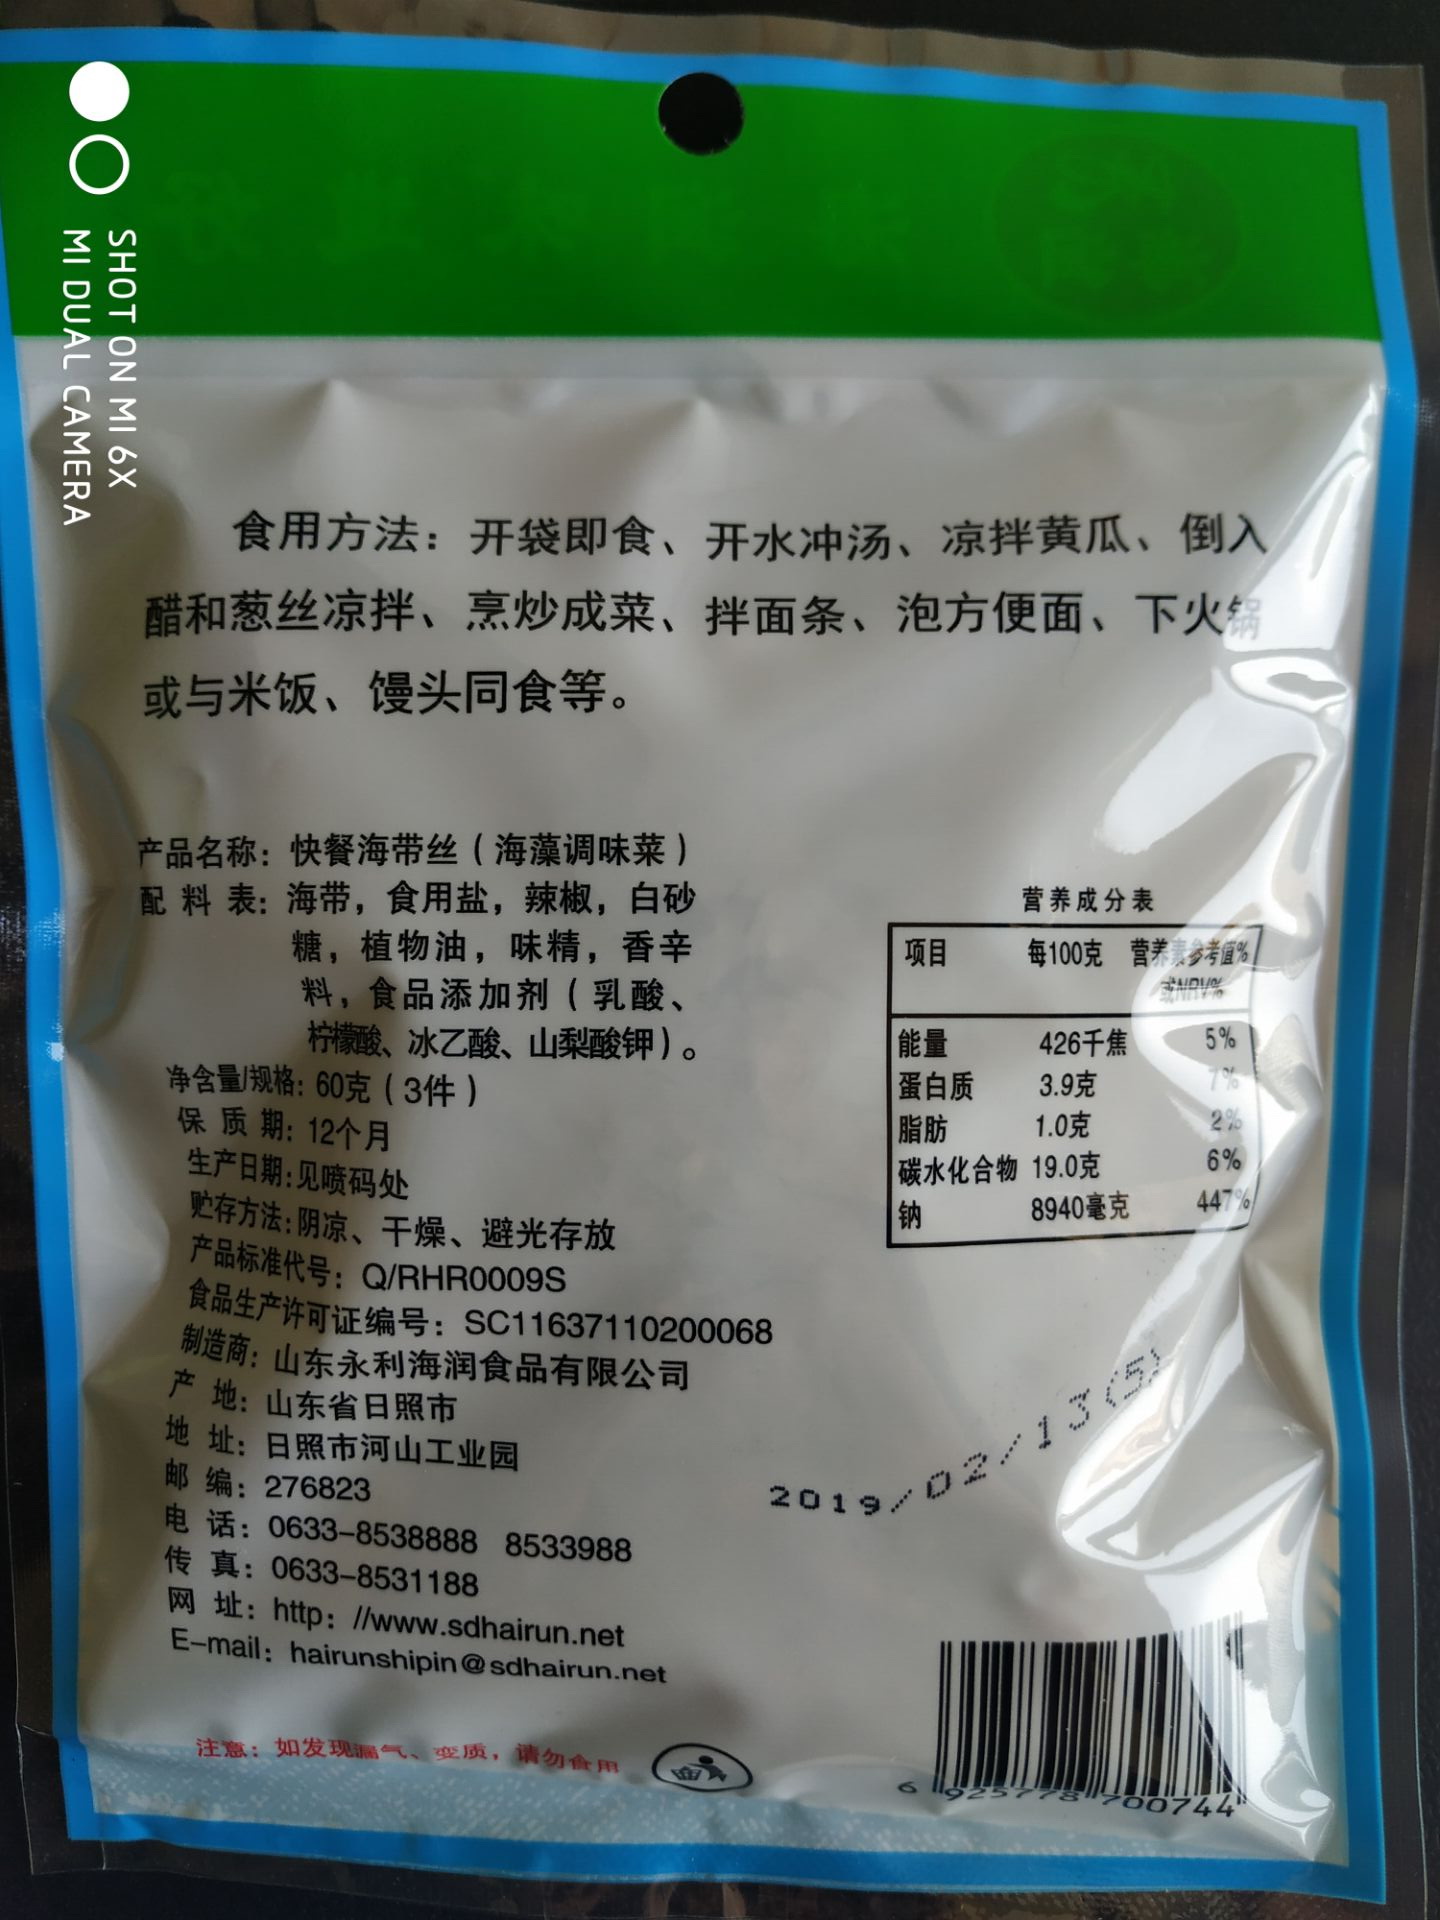 SHOT ON MI 6X
MI DUAL CAMERA
食用方法：开袋即食、开水冲汤、凉拌黄瓜、倒入
醋和葱丝凉拌、烹炒成菜、拌面条、泡方便面、下火锅
或与米饭、馒头同食等。
产品名称：快餐海带丝（海藻调味菜）
配料表：海带，食用盐，辣椒，白砂
糖，植物油，味精，香辛
料，食品添加剂（乳酸、
柠檬酸、冰乙酸、山梨酸钾）。
净含量/规格：60克（3件）
保质期：12个月
生产日期：见喷码处
贮存方法：阴凉、干燥、避光存放
产品标准代号：Q/RHR0009S
食品生产许可证编号：SC11637110200068
制造商：山东永利海润食品有限公司
产地：山东省日照市
地址：日照市河山工业园
邮编：276823
电话：0633-8538888 8533988
传真：0633-8531188
网址：http：//www.sdhairun.net
E-mail：hairunshipin@sdhairun.net
注意：如发现漏气、变质，请勿食用
营养成分表
项目 每100克 营养素参考值%
或NRV%
能量 426千焦 5%
蛋白质 3.9克 7%
脂肪 1.0克 2%
碳水化合物 19.0克 6%
钠 8940毫克 447%
2019/02/13(5)
6 925778 700744